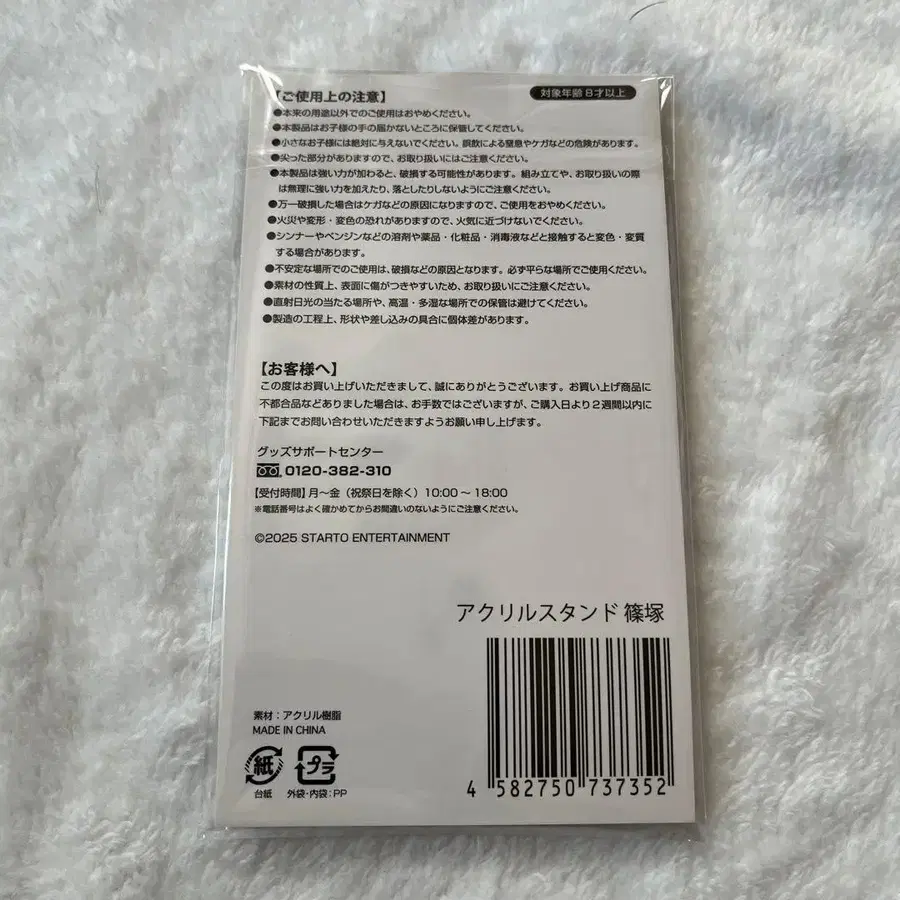 【ご使用上の注意】
対象年齢 8才以上
●本来の用途以外でのご使用はおやめください。
●本製品はお子様の手の届かないところに保管してください。
●小さなお子様には絶対に与えないでください。誤飲による窒息やケガなどの危険があります。
●尖った部分がありますので、お取り扱いにはご注意ください。
●本製品は強い力が加わると、破損する可能性があります。組み立てや、お取り扱いの際
は無理に強い力を加えたり、落としたりしないようにご注意ください。
●万一破損した場合はケガなどの原因になりますので、ご使用をおやめください。
●火災や変形・変色の恐れがありますので、火気に近づけないでください。
●シンナーやベンジンなどの溶剤や薬品・化粧品・消毒液などと接触すると変色・変質
する場合があります。
●不安定な場所でのご使用は、破損などの原因となります。必ず平らな場所でご使用ください。
●素材の性質上、表面に傷がつきやすいため、お取り扱いにご注意ください。
●直射日光の当たる場所や、高温・多湿な場所での保管は避けてください。
●製造の工程上、形状や差し込みの具合に個体差があります。
【お客様へ】
この度はお買い上げいただきまして、誠にありがとうございます。お買い上げ商品に
不都合品などありました場合は、お手数ではございますが、ご購入日より2週間以内に
下記までお問い合わせいただきますようお願い申し上げます。
グッズサポートセンター
0120-382-310
【受付時間】月~金（祝祭日を除く）10:00 ~ 18:00
※電話番号はよく確かめてからお間違いのないようにご注意ください。
©2025 STARTO ENTERTAINMENT
アクリルスタンド 篠塚
素材：アクリル樹脂
MADE IN CHINA
紙
プラ
台紙
外袋・内袋：PP
4 582750 737352